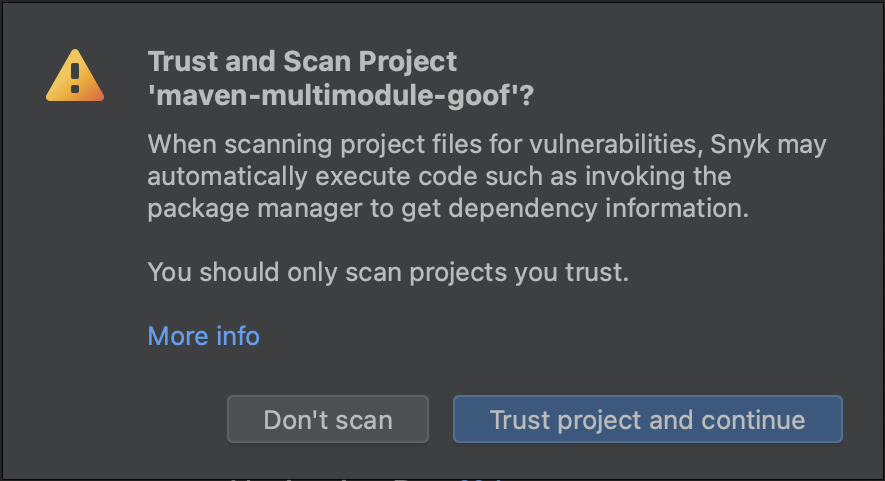 Trust and Scan Project
'maven-multimodule-goof'?
When scanning project files for vulnerabilities, Snyk may
automatically execute code such as invoking the
package manager to get dependency information.
You should only scan projects you trust.
More info
Don't scan
Trust project and continue